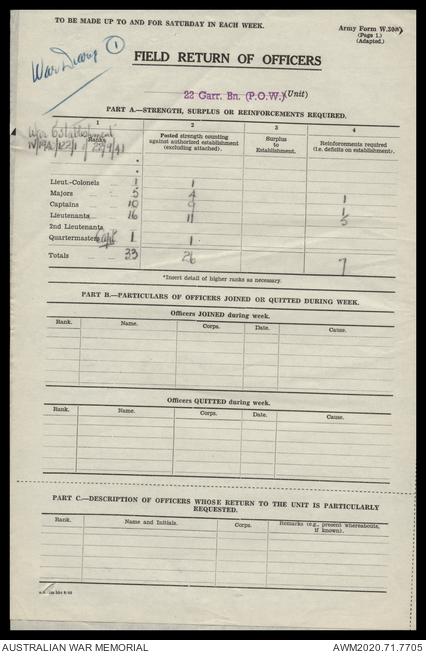 TO BE MADE UP TO AND FOR SATURDAY IN EACH WEEK.
Army Form W.
(Page 1.)
(Adapted.)
War Diary 1
FIELD RETURN OF OFFICERS
22 Garr. Bn. (P.O.W.) (Unit)
PART A.—STRENGTH, SURPLUS OR REINFORCEMENTS REQUIRED.
1 2 3 4
War Establishment
Ranks
Posted strength counting against authorized establishment (excluding attached).
Surplus to Establishment.
Reinforcements required (i.e. deficits on establishment).
Lieut.-Colonels 1 1
Majors 5 4 1
Captains 10 9 1
Lieutenants 16 11 5
2nd Lieutenants
Quartermasters Capt 1 1
Totals 33 26 7
*Insert detail of higher ranks as necessary.
PART B.—PARTICULARS OF OFFICERS JOINED OR QUITTED DURING WEEK.
Officers JOINED during week.
Rank. Name. Corps. Date. Cause.
Officers QUITTED during week.
Rank. Name. Corps. Date. Cause.
PART C.—DESCRIPTION OF OFFICERS WHOSE RETURN TO THE UNIT IS PARTICULARLY
REQUESTED.
Rank. Name and Initials. Corps. Remarks (e.g., present whereabouts, if known).
AUSTRALIAN WAR MEMORIAL
AWM2020.71.7705